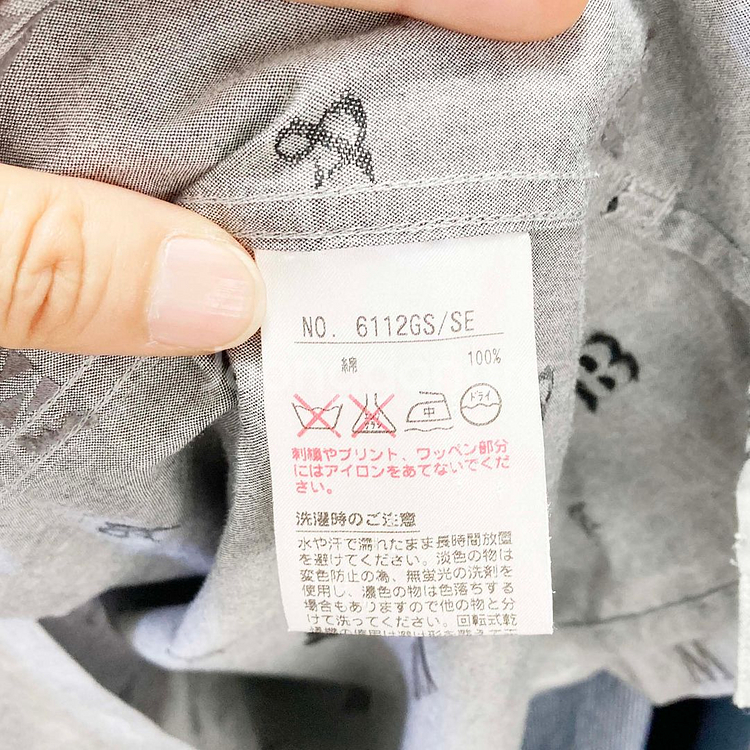 NO. 6112GS/SE
綿 100%
中 ドライ
刺繍やプリント、ワッペン部分
にはアイロンをあてないでくだ
さい。
洗濯時のご注意
水や汗で濡れたまま長時間放置
を避けてください。淡色の物は
変色防止の為、無蛍光の洗剤を
使用し、濃色の物は色落ちする
場合もありますので他の物と分
けて洗ってください。回転式乾
B
M